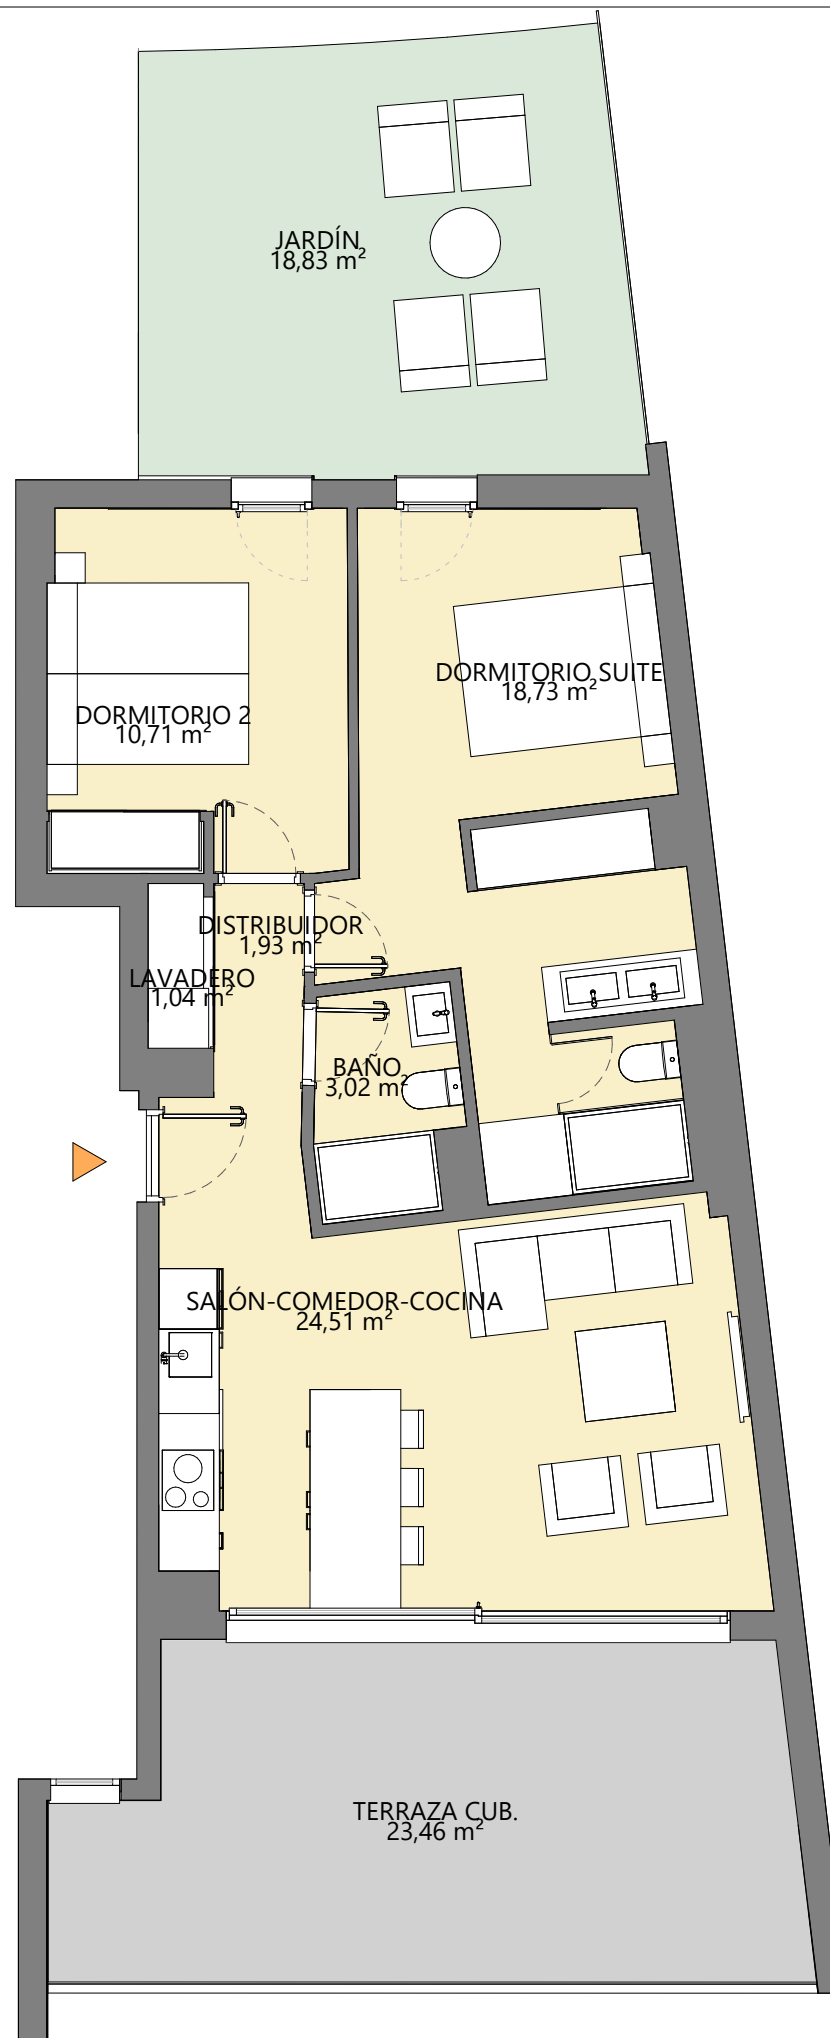 JARDÍN
18,83 m²
DORMITORIO SUITE
18,73 m²
DORMITORIO 2
10,71 m²
DISTRIBUIDOR
1,93 m²
LAVADERO
1,04 m²
BAÑO
3,02 m²
SALÓN-COMEDOR-COCINA
24,51 m²
TERRAZA CUB.
23,46 m²